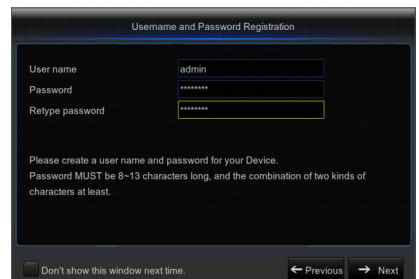 Username and Password Registration
User name admin
Password ********
Retype password ********
Please create a user name and password for your Device.
Password MUST be 8~13 characters long, and the combination of two kinds of
characters at least.
Don't show this window next time. ← Previous → Next